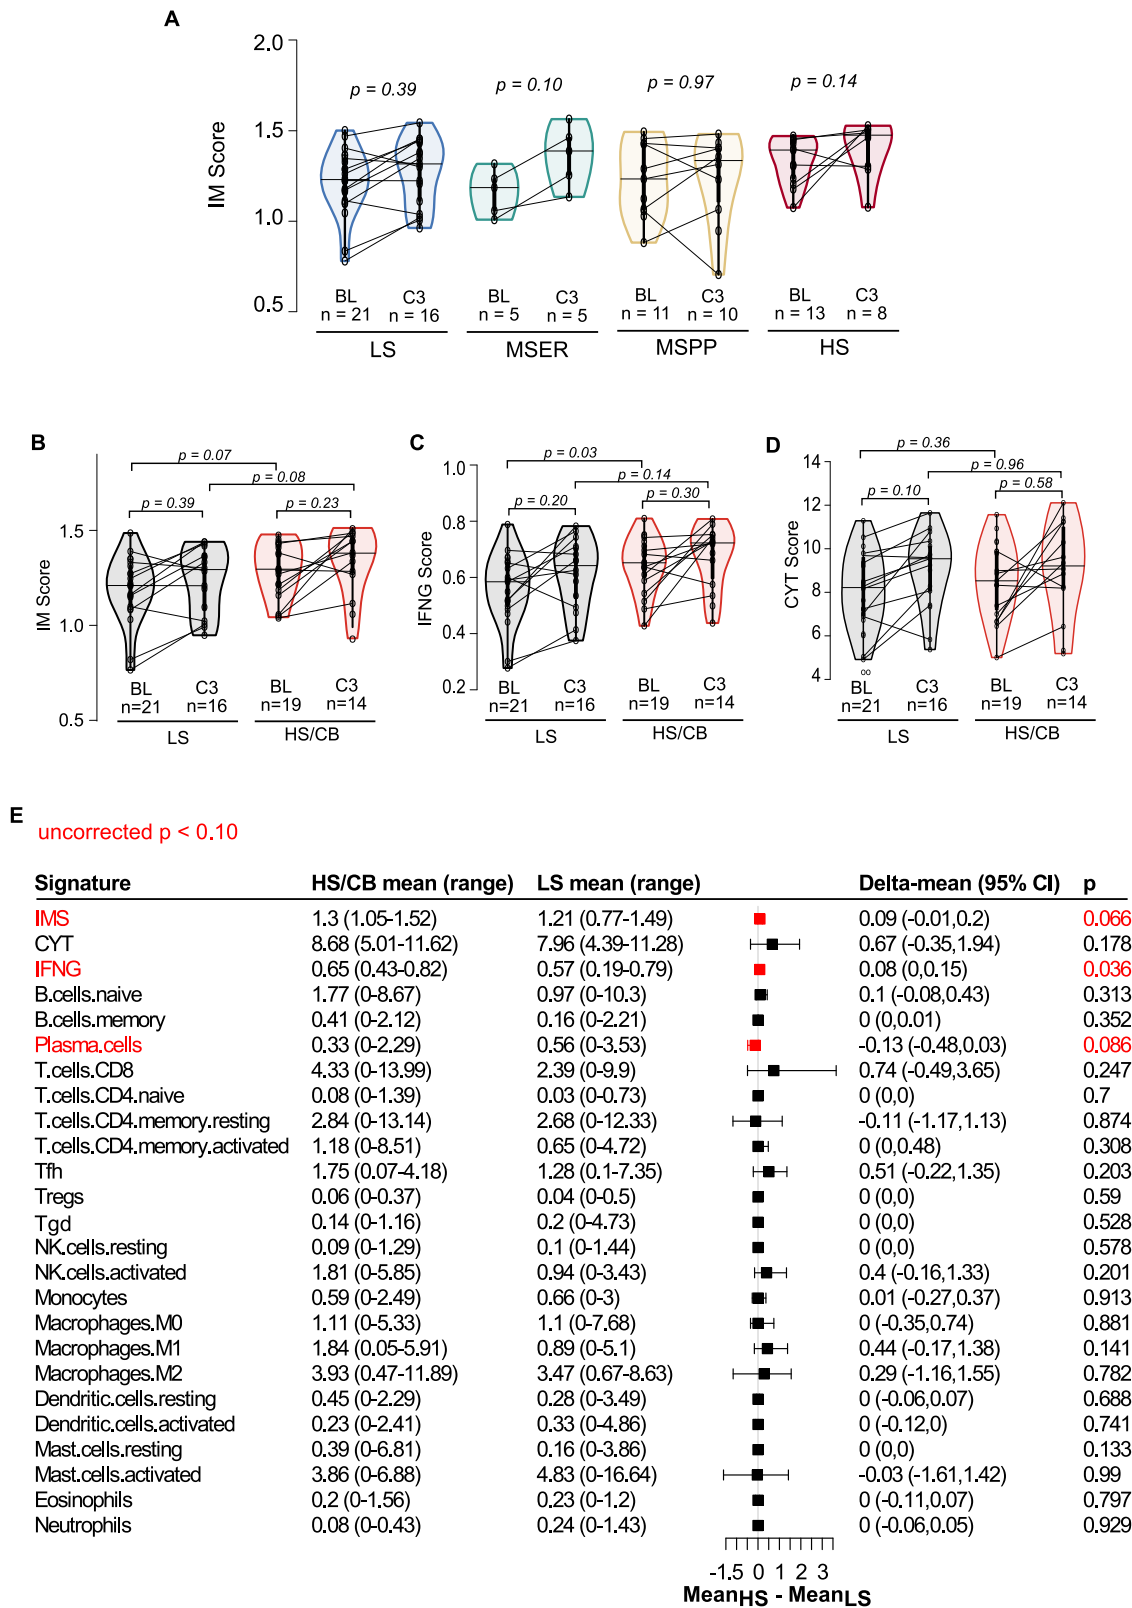 A
2.0
1.5
1.0
0.5
IM Score
p = 0.39
p = 0.10
p = 0.97
p = 0.14
BL C3 BL C3 BL C3 BL C3
n = 21 n = 16 n = 5 n = 5 n = 11 n = 10 n = 13 n = 8
LS MSER MSPP HS
B
p = 0.07
p = 0.08
p = 0.39
p = 0.23
1.5
1.0
0.5
IM Score
BL C3 BL C3
n=21 n=16 n=19 n=14
LS HS/CB
C
p = 0.03
p = 0.14
p = 0.20
p = 0.30
1.0
0.8
0.6
0.4
0.2
IFNG Score
BL C3 BL C3
n=21 n=16 n=19 n=14
LS HS/CB
D
p = 0.36
p = 0.96
p = 0.10
p = 0.58
14
12
10
8
6
4
CYT Score
BL C3 BL C3
n=21 n=16 n=19 n=14
LS HS/CB
E
uncorrected p < 0.10
Signature HS/CB mean (range) LS mean (range) Delta-mean (95% CI) p
IMS 1.3 (1.05-1.52) 1.21 (0.77-1.49) 0.09 (-0.01,0.2) 0.066
CYT 8.68 (5.01-11.62) 7.96 (4.39-11.28) 0.67 (-0.35,1.94) 0.178
IFNG 0.65 (0.43-0.82) 0.57 (0.19-0.79) 0.08 (0,0.15) 0.036
B.cells.naive 1.77 (0-8.67) 0.97 (0-10.3) 0.1 (-0.08,0.43) 0.313
B.cells.memory 0.41 (0-2.12) 0.16 (0-2.21) 0 (0,0.01) 0.352
Plasma.cells 0.33 (0-2.29) 0.56 (0-3.53) -0.13 (-0.48,0.03) 0.086
T.cells.CD8 4.33 (0-13.99) 2.39 (0-9.9) 0.74 (-0.49,3.65) 0.247
T.cells.CD4.naive 0.08 (0-1.39) 0.03 (0-0.73) 0 (0,0) 0.7
T.cells.CD4.memory.resting 2.84 (0-13.14) 2.68 (0-12.33) -0.11 (-1.17,1.13) 0.874
T.cells.CD4.memory.activated 1.18 (0-8.51) 0.65 (0-4.72) 0 (0,0.48) 0.308
Tfh 1.75 (0.07-4.18) 1.28 (0.1-7.35) 0.51 (-0.22,1.35) 0.203
Tregs 0.06 (0-0.37) 0.04 (0-0.5) 0 (0,0) 0.59
Tgd 0.14 (0-1.16) 0.2 (0-4.73) 0 (0,0) 0.528
NK.cells.resting 0.09 (0-1.29) 0.1 (0-1.44) 0 (0,0) 0.578
NK.cells.activated 1.81 (0-5.85) 0.94 (0-3.43) 0.4 (-0.16,1.33) 0.201
Monocytes 0.59 (0-2.49) 0.66 (0-3) 0.01 (-0.27,0.37) 0.913
Macrophages.M0 1.11 (0-5.33) 1.1 (0-7.68) 0 (-0.35,0.74) 0.881
Macrophages.M1 1.84 (0.05-5.91) 0.89 (0-5.1) 0.44 (-0.17,1.38) 0.141
Macrophages.M2 3.93 (0.47-11.89) 3.47 (0.67-8.63) 0.29 (-1.16,1.55) 0.782
Dendritic.cells.resting 0.45 (0-2.29) 0.28 (0-3.49) 0 (-0.06,0.07) 0.688
Dendritic.cells.activated 0.23 (0-2.41) 0.33 (0-4.86) 0 (-0.12,0) 0.741
Mast.cells.resting 0.39 (0-6.81) 0.16 (0-3.86) 0 (0,0) 0.133
Mast.cells.activated 3.86 (0-6.88) 4.83 (0-16.64) -0.03 (-1.61,1.42) 0.99
Eosinophils 0.2 (0-1.56) 0.23 (0-1.2) 0 (-0.11,0.07) 0.797
Neutrophils 0.08 (0-0.43) 0.24 (0-1.43) 0 (-0.06,0.05) 0.929
-1.5 0 1 2 3
MeanHS - MeanLS